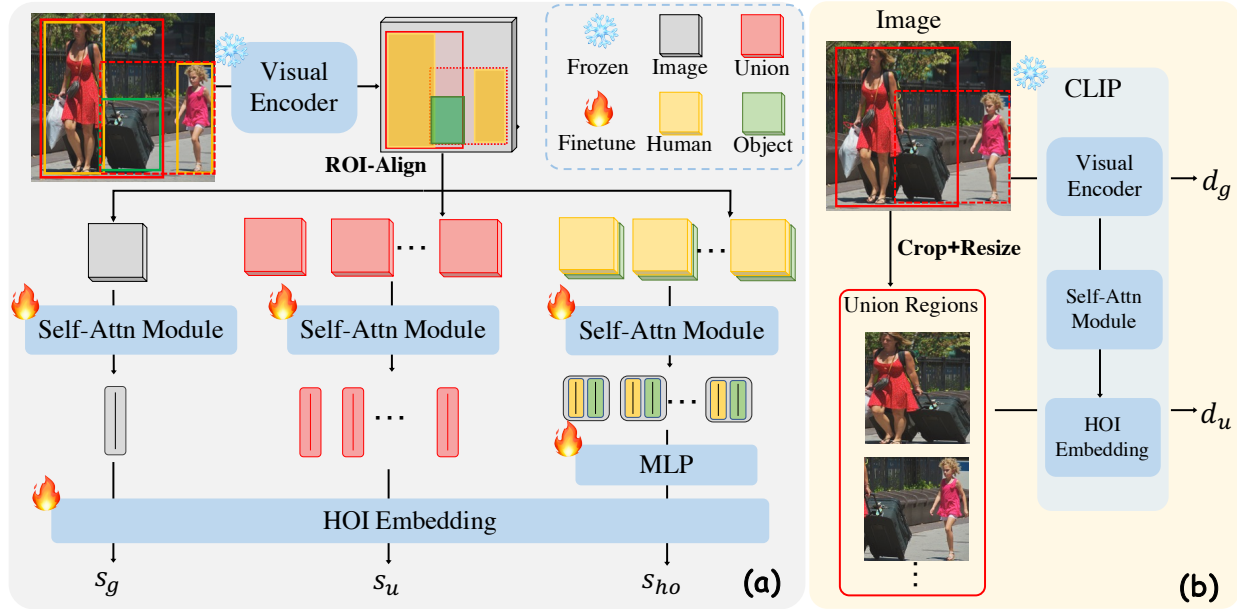 Visual
Encoder
ROI-Align
Frozen
Image
Union
Finetune
Human
Object
Self-Attn Module
Self-Attn Module
Self-Attn Module
MLP
HOI Embedding
s_g
s_u
s_ho
(a)
Image
CLIP
Visual
Encoder
d_g
Crop+Resize
Self-Attn
Module
Union Regions
HOI
Embedding
d_u
(b)